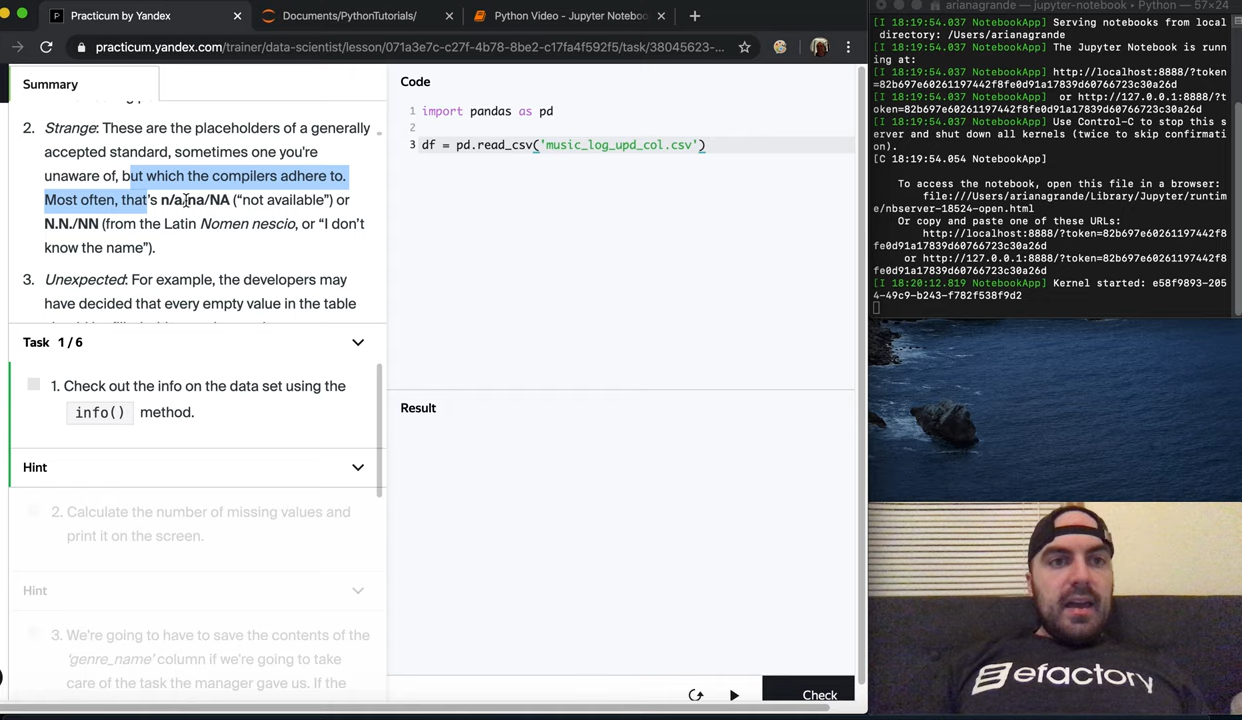 Practicum by Yandex
Documents/PythonTutorials/
Python Video - Jupyter Noteboo
practicum.yandex.com/trainer/data-scientist/lesson/071a3e7c-c27f-4b78-8be2-c17fa4f592f5/task/38045623-...
Summary
2. Strange: These are the placeholders of a generally
accepted standard, sometimes one you're
unaware of, but which the compilers adhere to.
Most often, that's n/a/na/NA (“not available”) or
N.N./NN (from the Latin Nomen nescio, or “I don't
know the name”).
3. Unexpected: For example, the developers may
have decided that every empty value in the table
Task 1 / 6
1. Check out the info on the data set using the
info() method.
Hint
2. Calculate the number of missing values and
print it on the screen.
Hint
3. We're going to have to save the contents of the
'genre_name' column if we're going to take
care of the task the manager gave us. If the
Code
1 import pandas as pd
2
3 df = pd.read_csv('music_log_upd_col.csv')
Result
Check
arianagrande — jupyter-notebook • Python — 57×24
[I 18:19:54.037 NotebookApp] Serving notebooks from local
directory: /Users/arianagrande
[I 18:19:54.037 NotebookApp] The Jupyter Notebook is runn
ing at:
[I 18:19:54.037 NotebookApp] http://localhost:8888/?token
=82b697e60261197442f8fe0d91a17839d60766723c30a26d
[I 18:19:54.037 NotebookApp]  or http://127.0.0.1:8888/?t
oken=82b697e60261197442f8fe0d91a17839d60766723c30a26d
[I 18:19:54.037 NotebookApp] Use Control-C to stop this s
erver and shut down all kernels (twice to skip confirmati
on).
[C 18:19:54.054 NotebookApp]
To access the notebook, open this file in a browser:
file:///Users/arianagrande/Library/Jupyter/runtim
e/nbserver-18524-open.html
Or copy and paste one of these URLs:
http://localhost:8888/?token=82b697e60261197442f8
fe0d91a17839d60766723c30a26d
or http://127.0.0.1:8888/?token=82b697e6026119744
2f8fe0d91a17839d60766723c30a26d
[I 18:20:12.819 NotebookApp] Kernel started: e58f9893-205
4-49c9-b243-f782f538f9d2
efactory